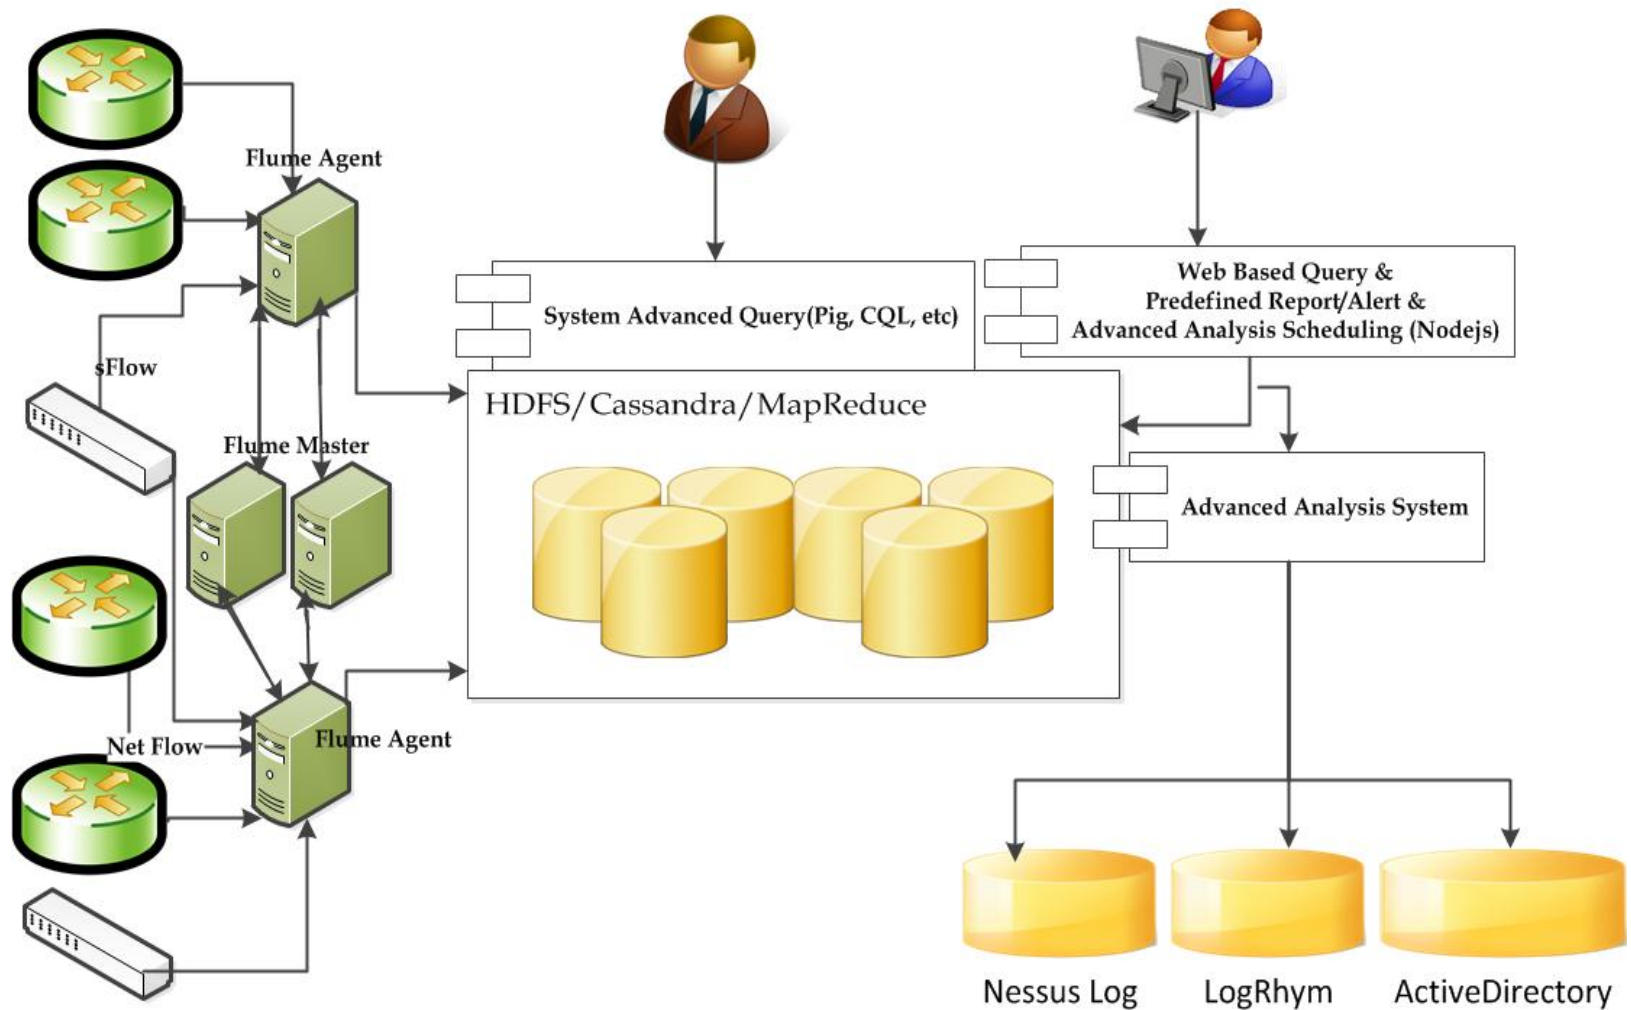 Flume Agent
System Advanced Query(Pig, CQL, etc)
Web Based Query &
Predefined Report/Alert &
Advanced Analysis Scheduling (Nodejs)
sFlow
HDFS/Cassandra/MapReduce
Flume Master
Advanced Analysis System
Net Flow
Flume Agent
Nessus Log
LogRhym
ActiveDirectory